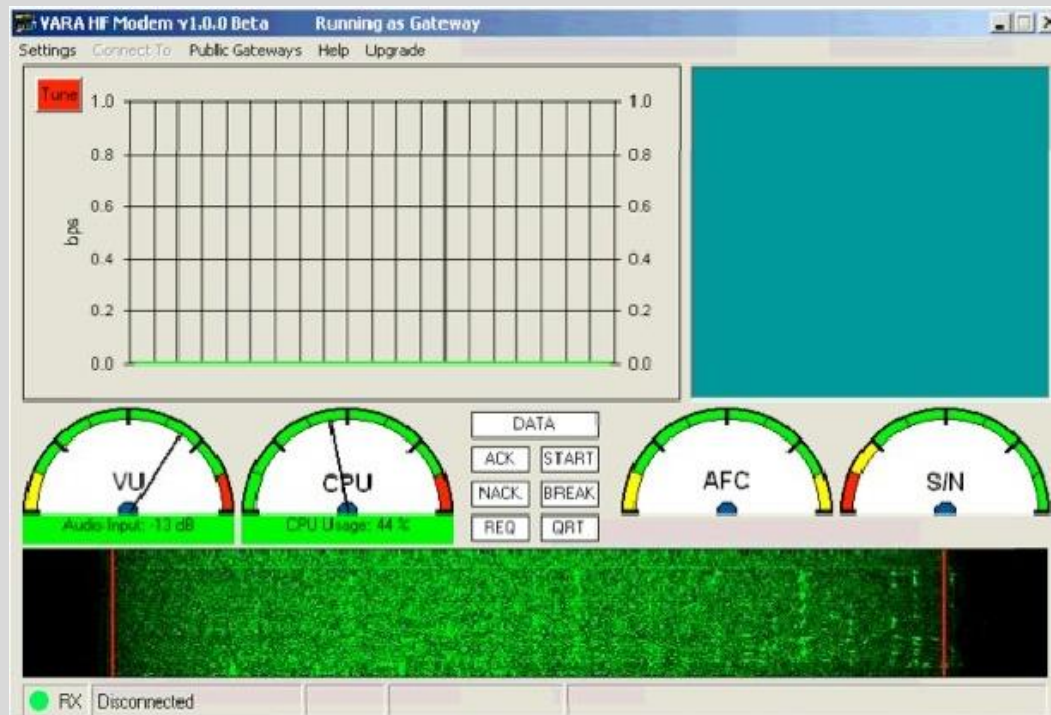 VARA HF Modem v1.0.0 Beta Running as Gateway
Settings Connect To Public Gateways Help Upgrade
Tune
1.0 1.0
0.8 0.8
0.6 0.6
bps
0.4 0.4
0.2 0.2
0.0 0.0
VU CPU AFC S/N
DATA
ACK START
NACK BREAK
REQ QRT
Audio Input: -13 dB CPU Usage: 44 %
RX Disconnected